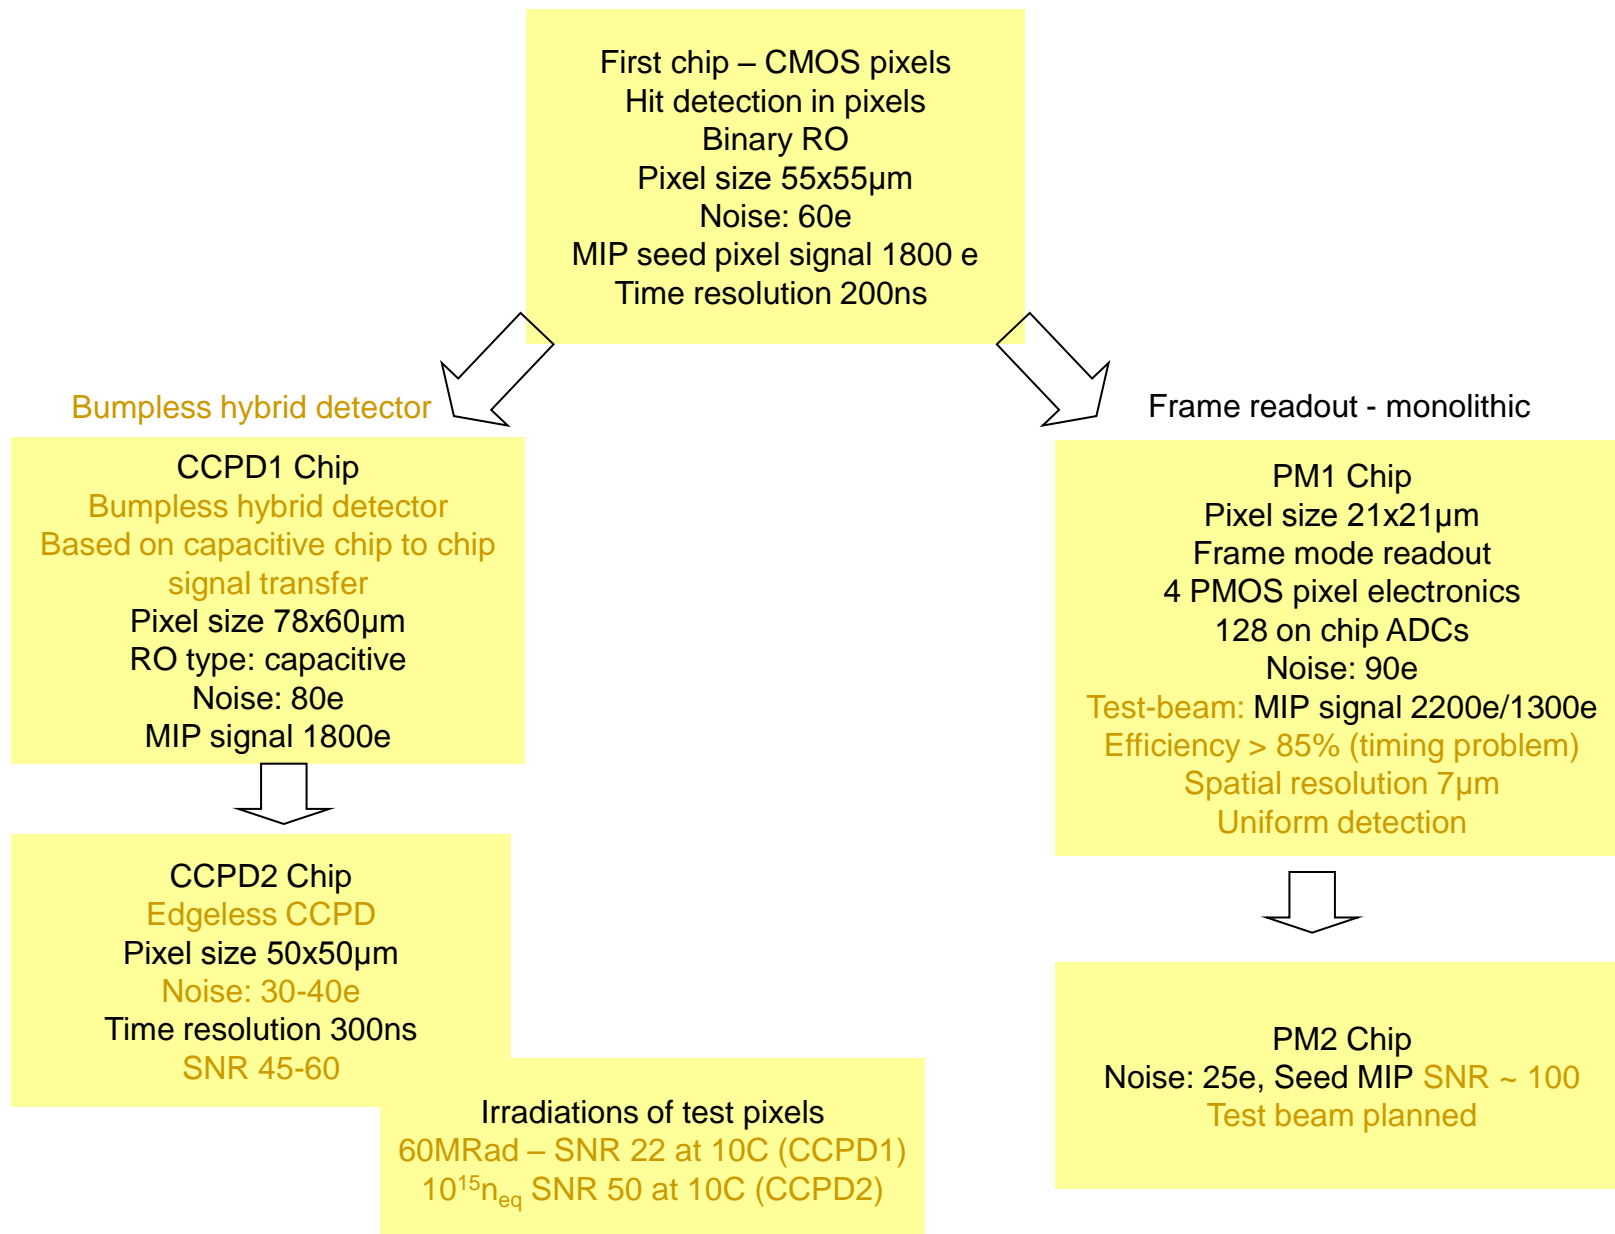 First chip – CMOS pixels
Hit detection in pixels
Binary RO
Pixel size 55x55µm
Noise: 60e
MIP seed pixel signal 1800 e
Time resolution 200ns
Bumpless hybrid detector
CCPD1 Chip
Bumpless hybrid detector
Based on capacitive chip to chip
signal transfer
Pixel size 78x60µm
RO type: capacitive
Noise: 80e
MIP signal 1800e
CCPD2 Chip
Edgeless CCPD
Pixel size 50x50µm
Noise: 30-40e
Time resolution 300ns
SNR 45-60
Irradiations of test pixels
60MRad – SNR 22 at 10C (CCPD1)
10¹⁵n_eq SNR 50 at 10C (CCPD2)
Frame readout - monolithic
PM1 Chip
Pixel size 21x21µm
Frame mode readout
4 PMOS pixel electronics
128 on chip ADCs
Noise: 90e
Test-beam: MIP signal 2200e/1300e
Efficiency > 85% (timing problem)
Spatial resolution 7µm
Uniform detection
PM2 Chip
Noise: 25e, Seed MIP SNR ~ 100
Test beam planned